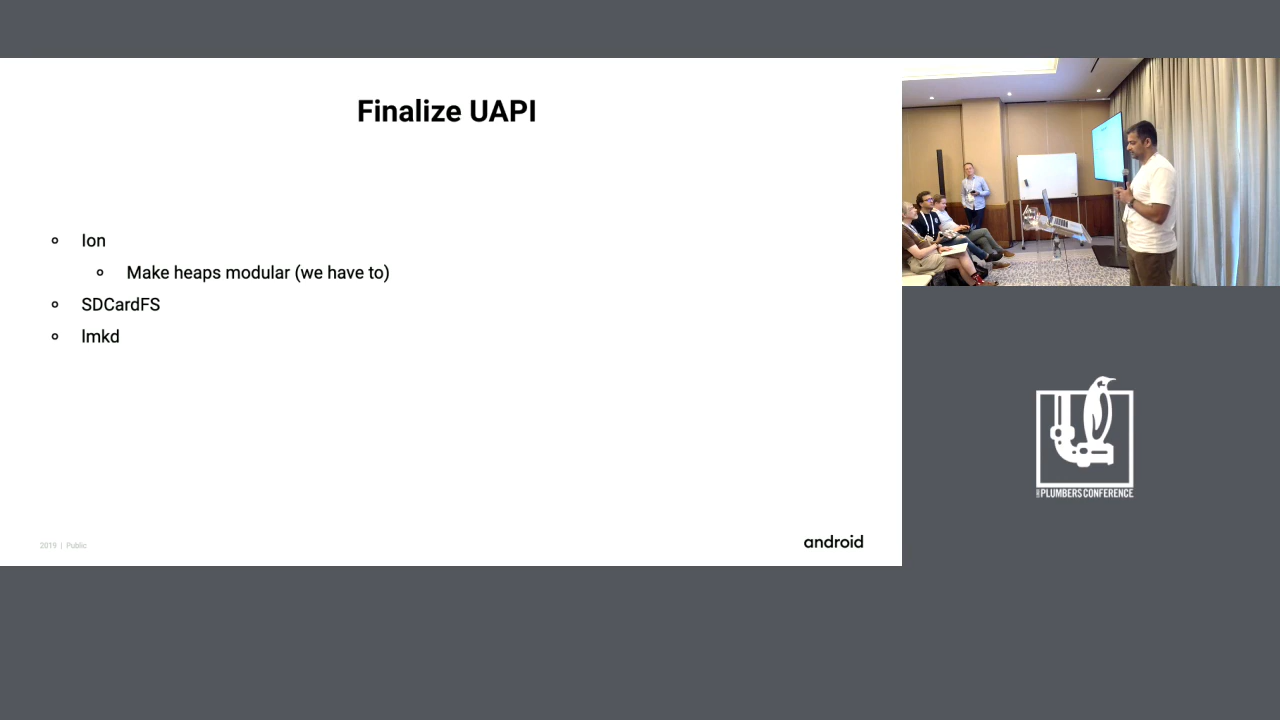 Finalize UAPI
Ion
Make heaps modular (we have to)
SDCardFS
lmkd
2019 | Public
android
PLUMBERS CONFERENCE